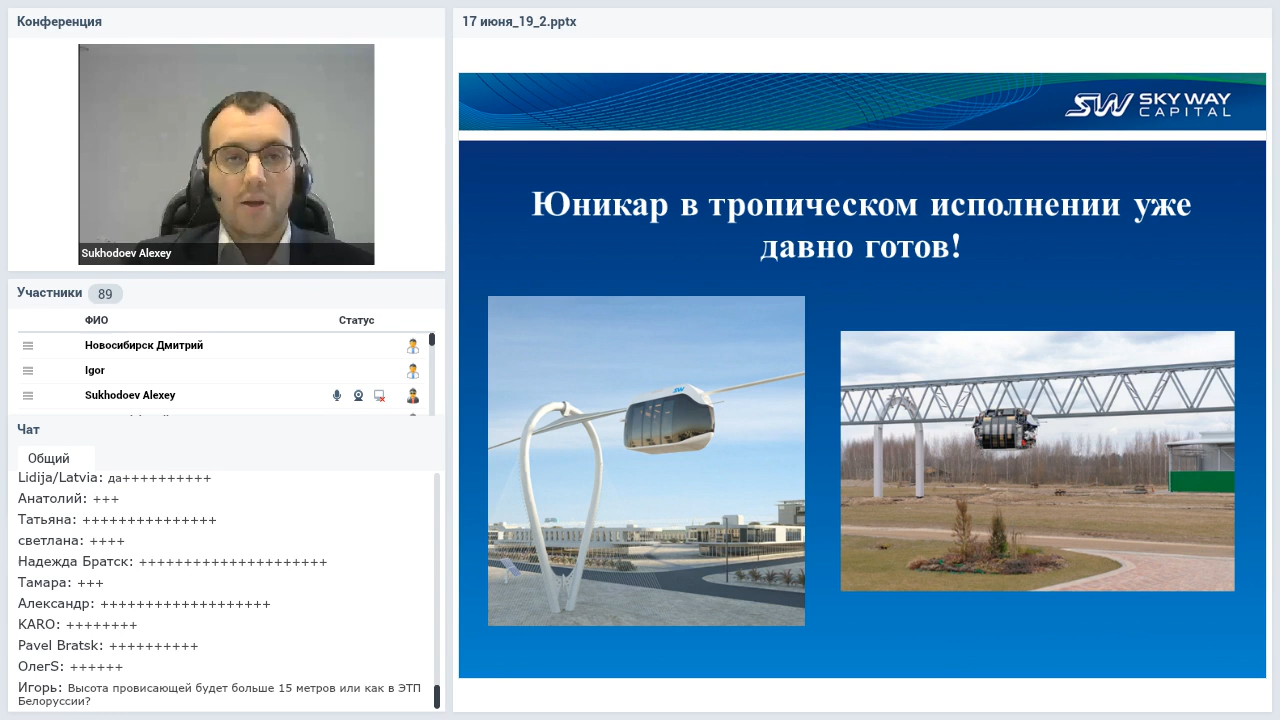 Конференция
Sukhodoev Alexey
Участники 89
ФИО Статус
Новосибирск Дмитрий
Igor
Sukhodoev Alexey
Чат
Общий
Lidija/Latvia: да++++++++++
Анатолий: +++
Татьяна: +++++++++++++++
светлана: ++++
Надежда Братск: +++++++++++++++++++++
Тамара: +++
Александр: +++++++++++++++++++
KARO: ++++++++
Pavel Bratsk: ++++++++++
ОлегS: ++++++
Игорь: Высота провисающей будет больше 15 метров или как в ЭТП
Белоруссии?
17 июня_19_2.pptx
SW SKY WAY
CAPITAL
Юникар в тропическом исполнении уже
давно готов!
SW